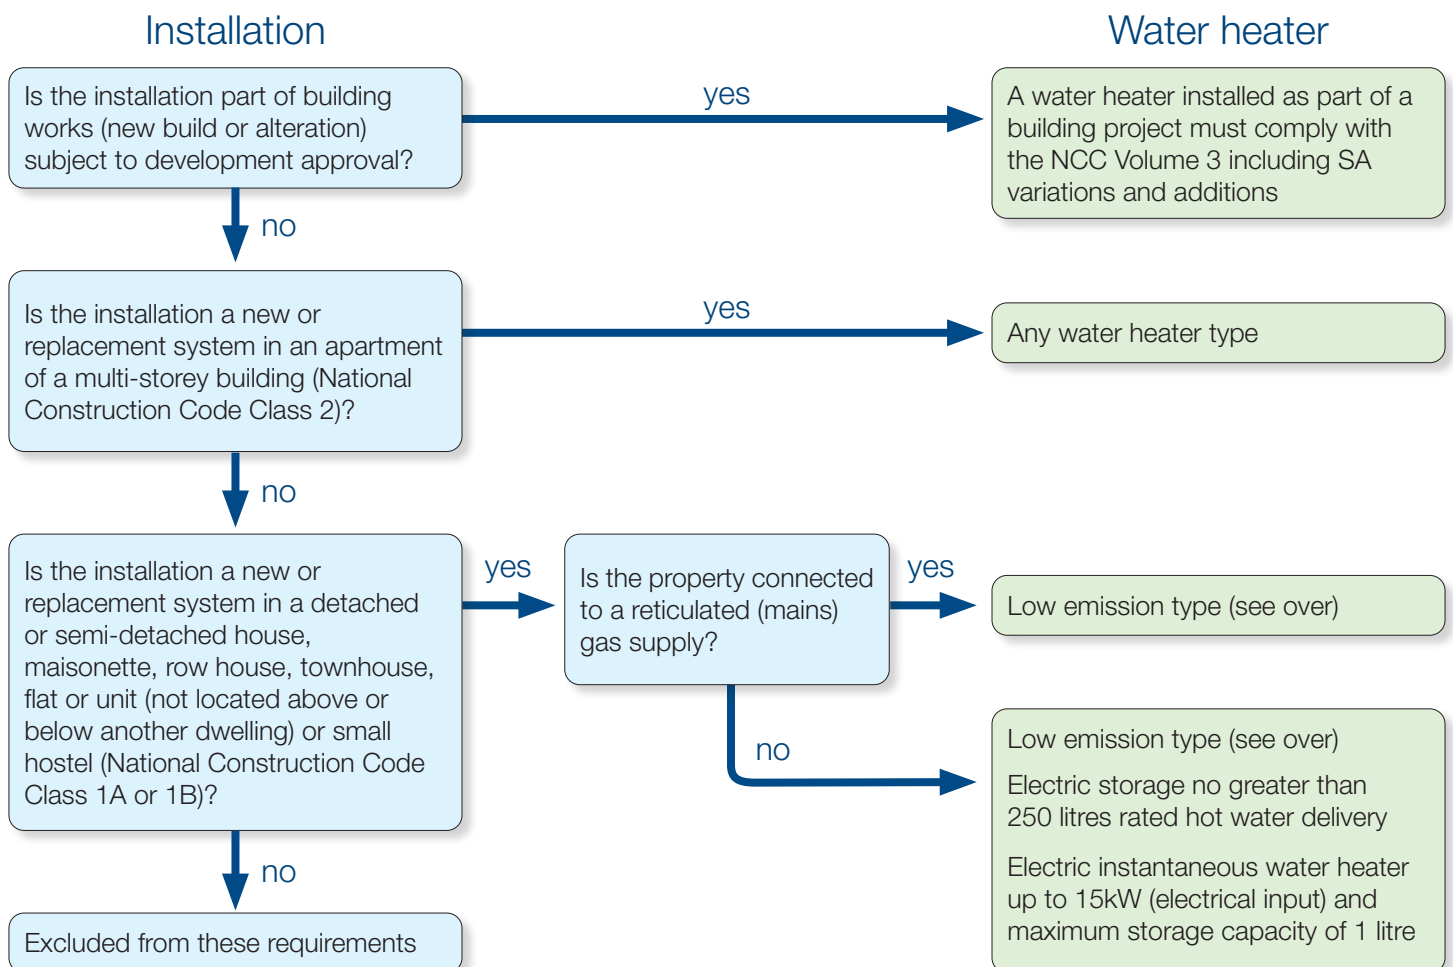 Installation
Water heater
Is the installation part of building
works (new build or alteration)
subject to development approval?
yes
A water heater installed as part of a
building project must comply with
the NCC Volume 3 including SA
variations and additions
no
Is the installation a new or
replacement system in an apartment
of a multi-storey building (National
Construction Code Class 2)?
yes
Any water heater type
no
Is the installation a new or
replacement system in a detached
or semi-detached house,
maisonette, row house, townhouse,
flat or unit (not located above or
below another dwelling) or small
hostel (National Construction Code
Class 1A or 1B)?
yes
Is the property connected
to a reticulated (mains)
gas supply?
yes
Low emission type (see over)
no
Low emission type (see over)
Electric storage no greater than
250 litres rated hot water delivery
Electric instantaneous water heater
up to 15kW (electrical input) and
maximum storage capacity of 1 litre
no
Excluded from these requirements